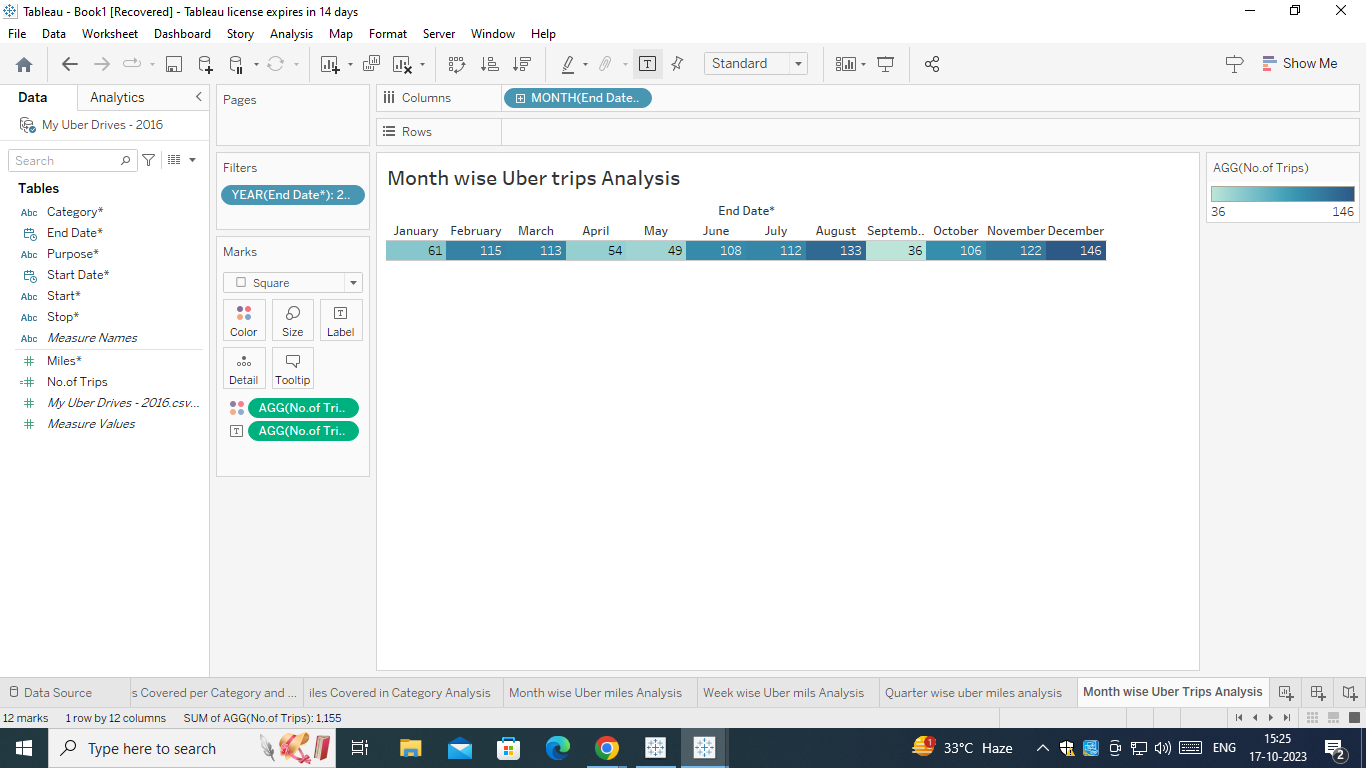 Tableau - Book1 [Recovered] - Tableau license expires in 14 days
File Data Worksheet Dashboard Story Analysis Map Format Server Window Help
Standard
Show Me
Data Analytics
My Uber Drives - 2016
Search
Tables
Abc Category*
End Date*
Abc Purpose*
Start Date*
Abc Start*
Abc Stop*
Abc Measure Names
Miles*
No.of Trips
My Uber Drives - 2016.csv...
Measure Values
Pages
Filters
YEAR(End Date*): 2..
Marks
Square
Color Size Label
Detail Tooltip
AGG(No.of Tri..
AGG(No.of Tri..
Columns MONTH(End Date..
Rows
Month wise Uber trips Analysis
End Date*
January February March April May June July August Septemb.. October November December
61 115 113 54 49 108 112 133 36 106 122 146
AGG(No.of Trips)
36 146
Data Source s Covered per Category and ... iles Covered in Category Analysis Month wise Uber miles Analysis Week wise Uber mils Analysis Quarter wise uber miles analysis Month wise Uber Trips Analysis
12 marks 1 row by 12 columns SUM of AGG(No.of Trips): 1,155
Type here to search
1 33°C Haze ENG 15:25
17-10-2023 2